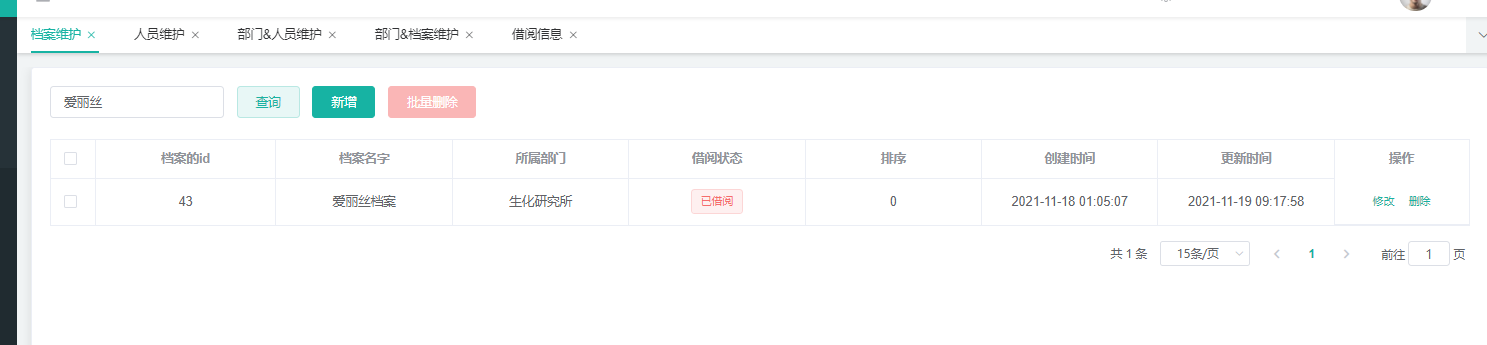 档案维护 人员维护 部门&人员维护 部门&档案维护 借阅信息
爱丽丝 查询 新增 批量删除
档案的id 档案名字 所属部门 借阅状态 排序 创建时间 更新时间 操作
43 爱丽丝档案 生化研究所 已借阅 0 2021-11-18 01:05:07 2021-11-19 09:17:58 修改 删除
共 1 条 15条/页 1 前往 1 页